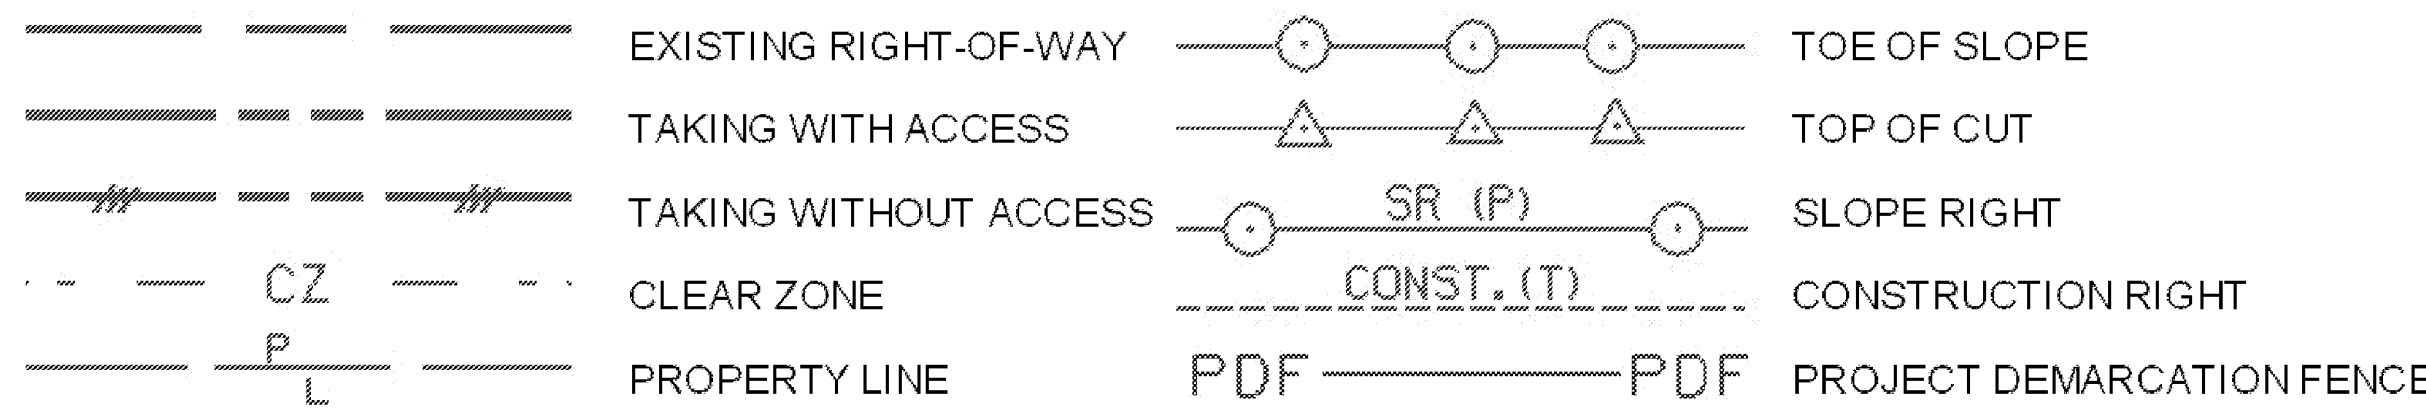 EXISTING RIGHT-OF-WAY
TAKING WITH ACCESS
TAKING WITHOUT ACCESS
CZ CLEAR ZONE
P
L PROPERTY LINE
TOE OF SLOPE
TOP OF CUT
SR (P) SLOPE RIGHT
CONST. (T) CONSTRUCTION RIGHT
PDF PDF PROJECT DEMARCATION FENCE